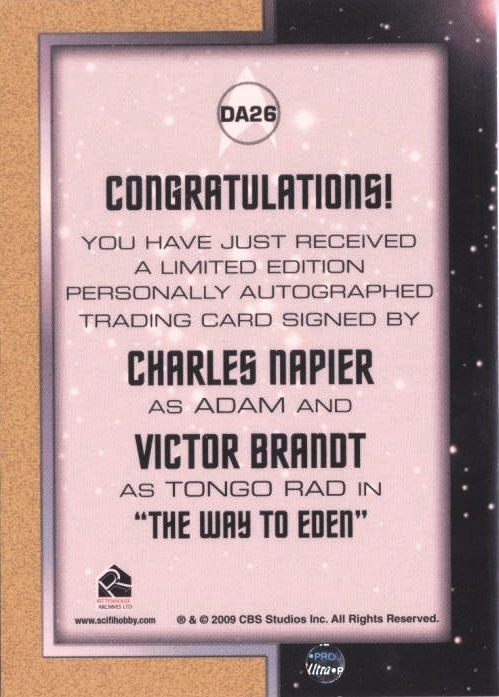 DA26
CONGRATULATIONS!
YOU HAVE JUST RECEIVED
A LIMITED EDITION
PERSONALLY AUTOGRAPHED
TRADING CARD SIGNED BY
CHARLES NAPIER
AS ADAM AND
VICTOR BRANDT
AS TONGO RAD IN
“THE WAY TO EDEN”
RITTENHOUSE
ARCHIVES LTD
www.scifihobby.com
® & © 2009 CBS Studios Inc. All Rights Reserved.
•PRO
Ultra•P